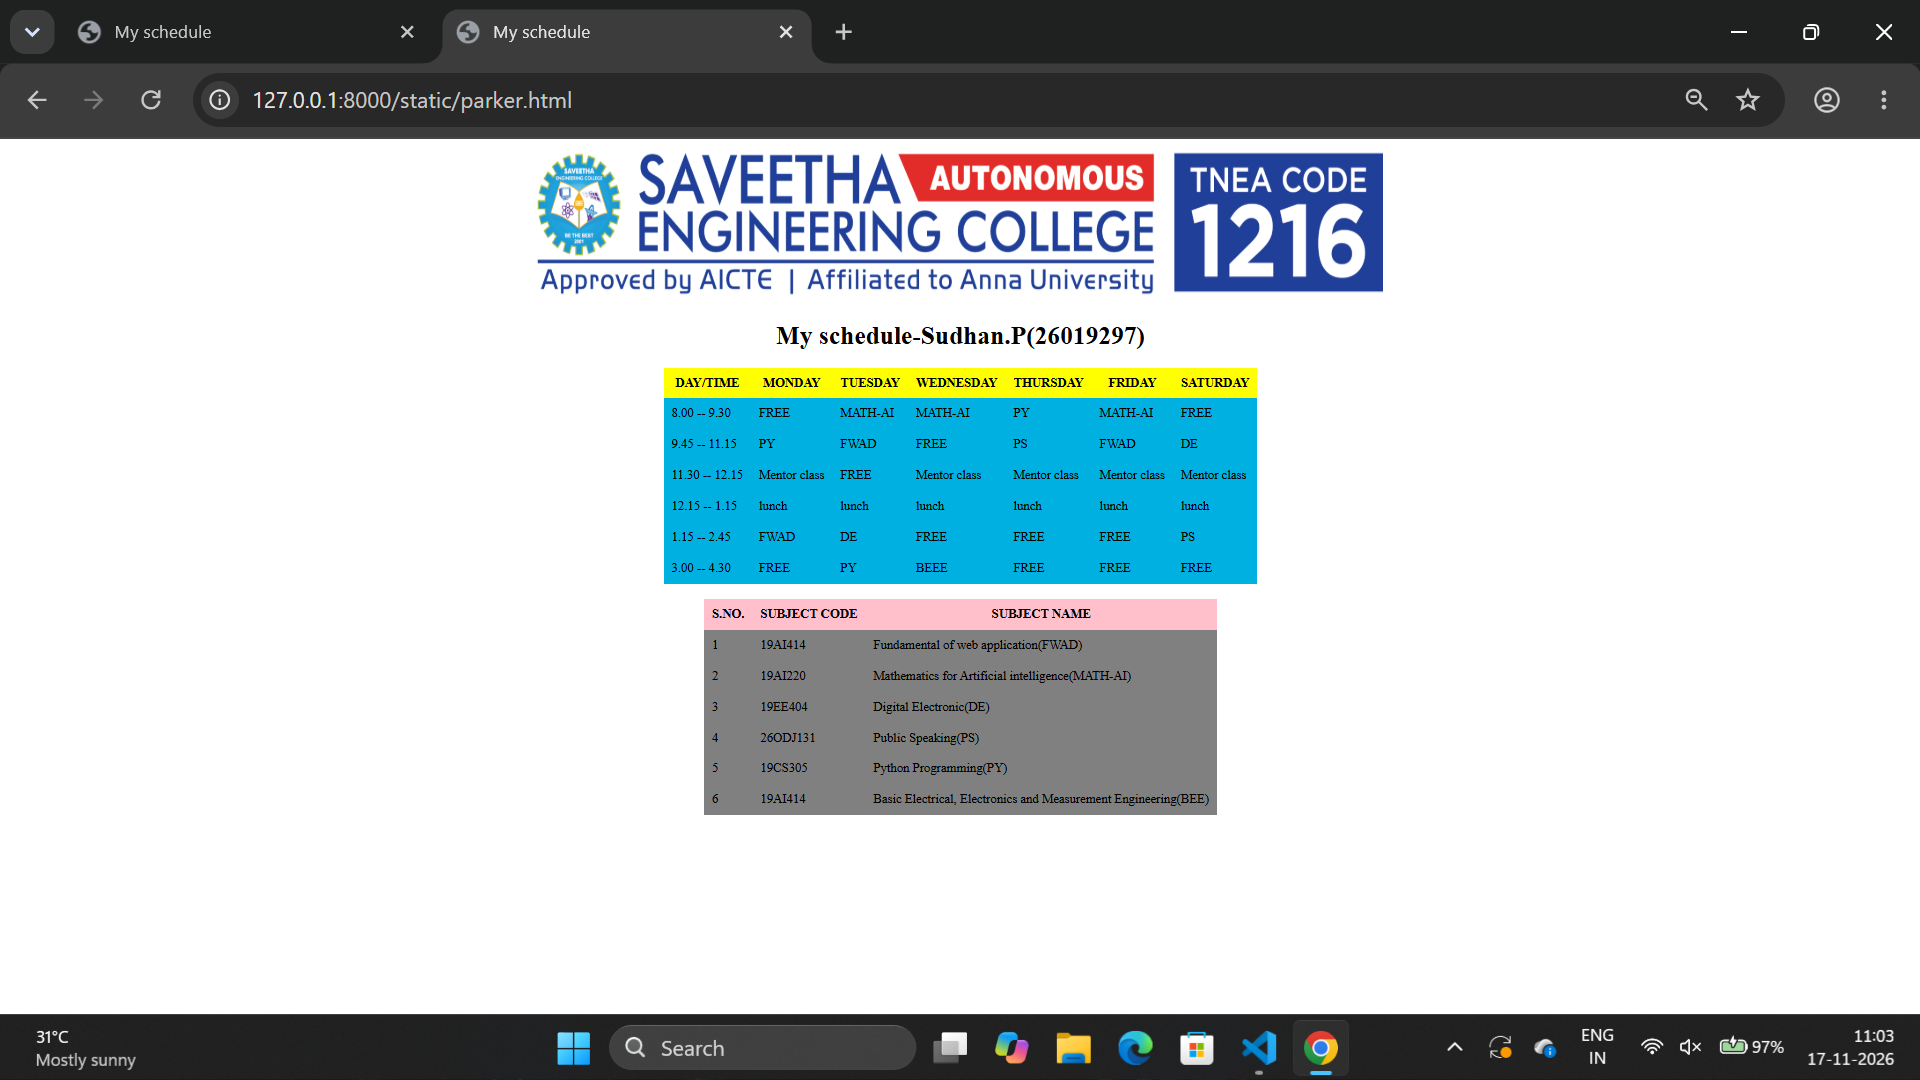 My schedule
My schedule
127.0.0.1:8000/static/parker.html
SAVEETHA
ENGINEERING COLLEGE
BE THE BEST
2001
SAVEETHA AUTONOMOUS
ENGINEERING COLLEGE
Approved by AICTE | Affiliated to Anna University
TNEA CODE
1216
My schedule-Sudhan.P(26019297)
DAY/TIME MONDAY TUESDAY WEDNESDAY THURSDAY FRIDAY SATURDAY
8.00 -- 9.30 FREE MATH-AI MATH-AI PY MATH-AI FREE
9.45 -- 11.15 PY FWAD FREE PS FWAD DE
11.30 -- 12.15 Mentor class FREE Mentor class Mentor class Mentor class Mentor class
12.15 -- 1.15 lunch lunch lunch lunch lunch lunch
1.15 -- 2.45 FWAD DE FREE FREE FREE PS
3.00 -- 4.30 FREE PY BEEE FREE FREE FREE
S.NO. SUBJECT CODE SUBJECT NAME
1 19AI414 Fundamental of web application(FWAD)
2 19AI220 Mathematics for Artificial intelligence(MATH-AI)
3 19EE404 Digital Electronic(DE)
4 26ODJ131 Public Speaking(PS)
5 19CS305 Python Programming(PY)
6 19AI414 Basic Electrical, Electronics and Measurement Engineering(BEE)
31°C
Mostly sunny
Search
ENG
IN
97%
11:03
17-11-2026